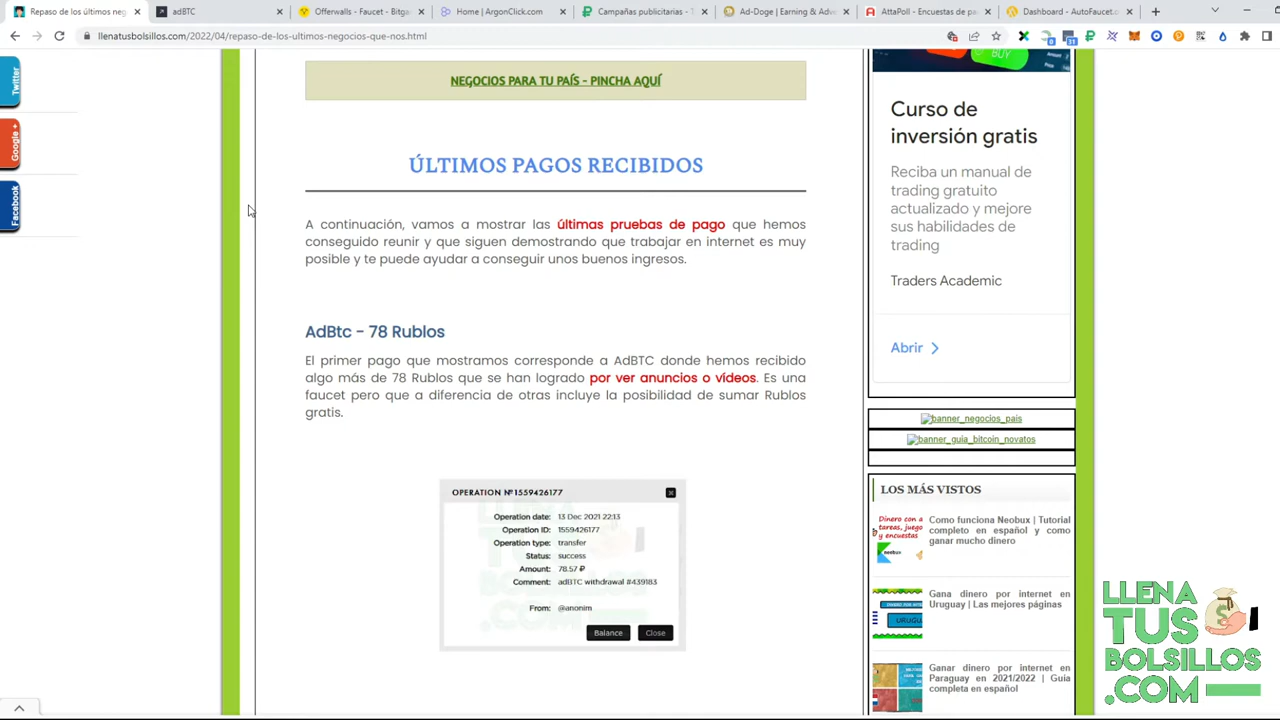 Repaso de los últimos neg
adBTC
Offerwalls - Faucet - Bitga
Home | ArgonClick.com
Campañas publicitarias - T
Ad-Doge | Earning & Adv
AttaPoll - Encuestas de pa
Dashboard - AutoFaucet.d
llenatusbolsillos.com/2022/04/repaso-de-los-ultimos-negocios-que-nos.html
Twitter
Google +
Facebook
NEGOCIOS PARA TU PAÍS - PINCHA AQUÍ
ÚLTIMOS PAGOS RECIBIDOS
A continuación, vamos a mostrar las últimas pruebas de pago que hemos
conseguido reunir y que siguen demostrando que trabajar en internet es muy
posible y te puede ayudar a conseguir unos buenos ingresos.
AdBtc - 78 Rublos
El primer pago que mostramos corresponde a AdBTC donde hemos recibido
algo más de 78 Rublos que se han logrado por ver anuncios o vídeos. Es una
faucet pero que a diferencia de otras incluye la posibilidad de sumar Rublos
gratis.
OPERATION №1559426177
Operation date: 13 Dec 2021 22:13
Operation ID: 1559426177
Operation type: transfer
Status: success
Amount: 78.57 ₽
Comment: adBTC withdrawal #439183
From: @anonim
Balance
Close
BUY
Curso de
inversión gratis
Reciba un manual de
trading gratuito
actualizado y mejore
sus habilidades de
trading
Traders Academic
Abrir
banner_negocios_pais
banner_guia_bitcoin_novatos
LOS MÁS VISTOS
Dinero con a
tareas, jueg
y encuestas
neobux
Como funciona Neobux | Tutorial
completo en español y como
ganar mucho dinero
Gana dinero por internet en
Uruguay | Las mejores páginas
Ganar dinero por internet en
Paraguay en 2021/2022 | Guía
completa en español
LLENA
TUS
BOLSILLOS
.COM